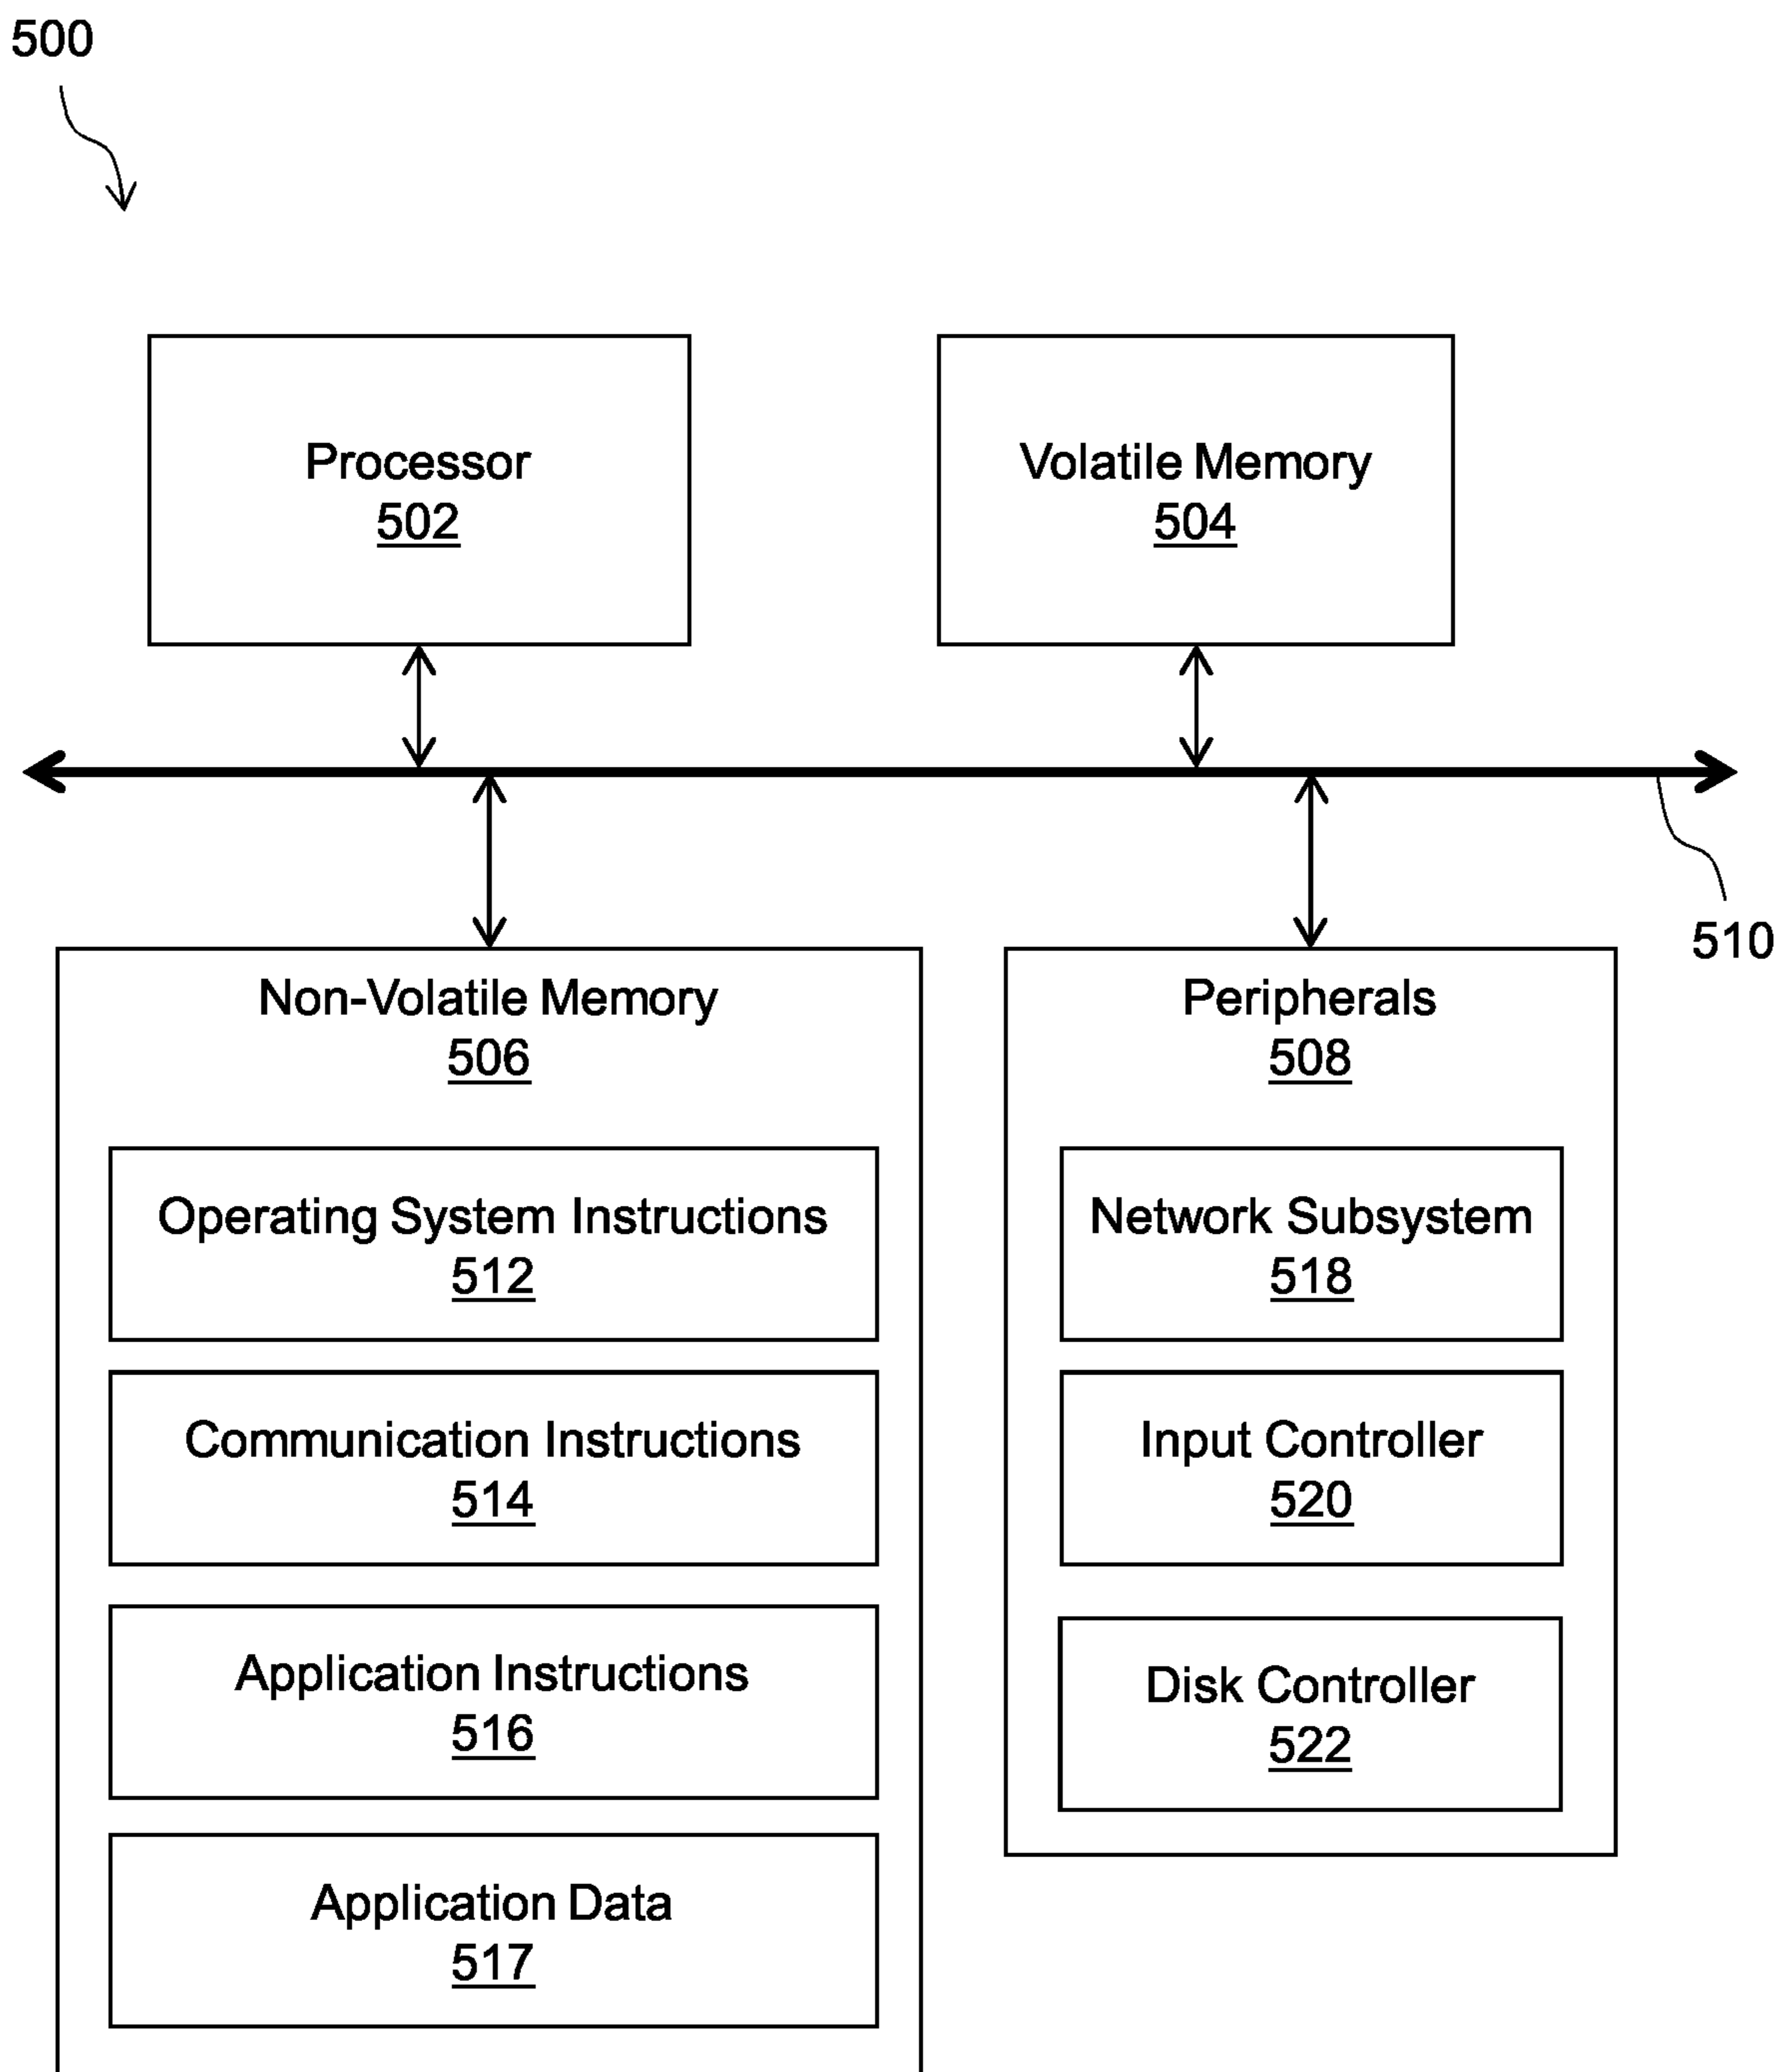 500
Processor
502
Volatile Memory
504
510
Non-Volatile Memory
506
Operating System Instructions
512
Communication Instructions
514
Application Instructions
516
Application Data
517
Peripherals
508
Network Subsystem
518
Input Controller
520
Disk Controller
522